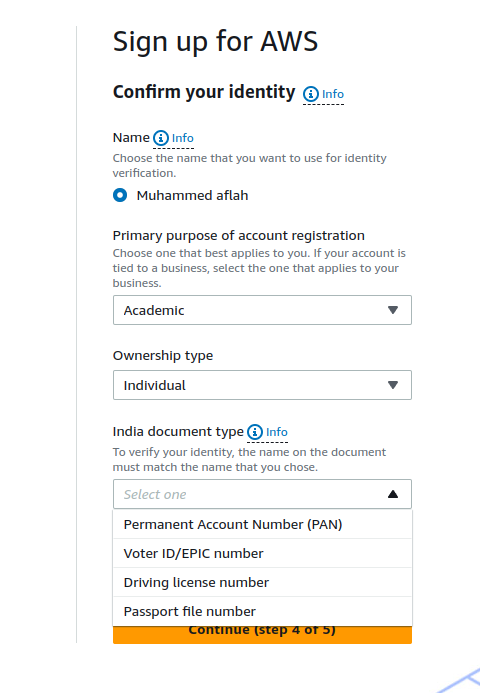 Sign up for AWS
Confirm your identity Info
Name Info
Choose the name that you want to use for identity
verification.
Muhammed aflah
Primary purpose of account registration
Choose one that best applies to you. If your account is
tied to a business, select the one that applies to your
business.
Academic
Ownership type
Individual
India document type Info
To verify your identity, the name on the document
must match the name that you chose.
Select one
Permanent Account Number (PAN)
Voter ID/EPIC number
Driving license number
Passport file number
Continue (step 4 of 5)